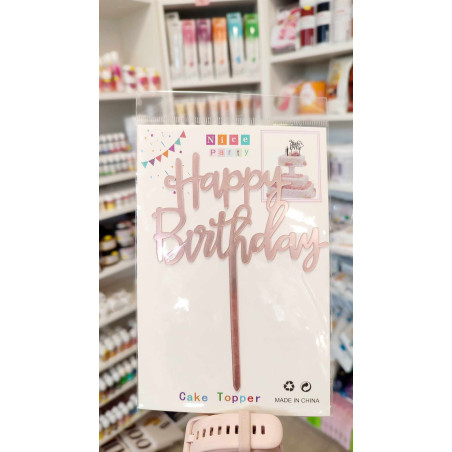 Nice
Party
Happy
Birthday
Cake Topper
MADE IN CHINA